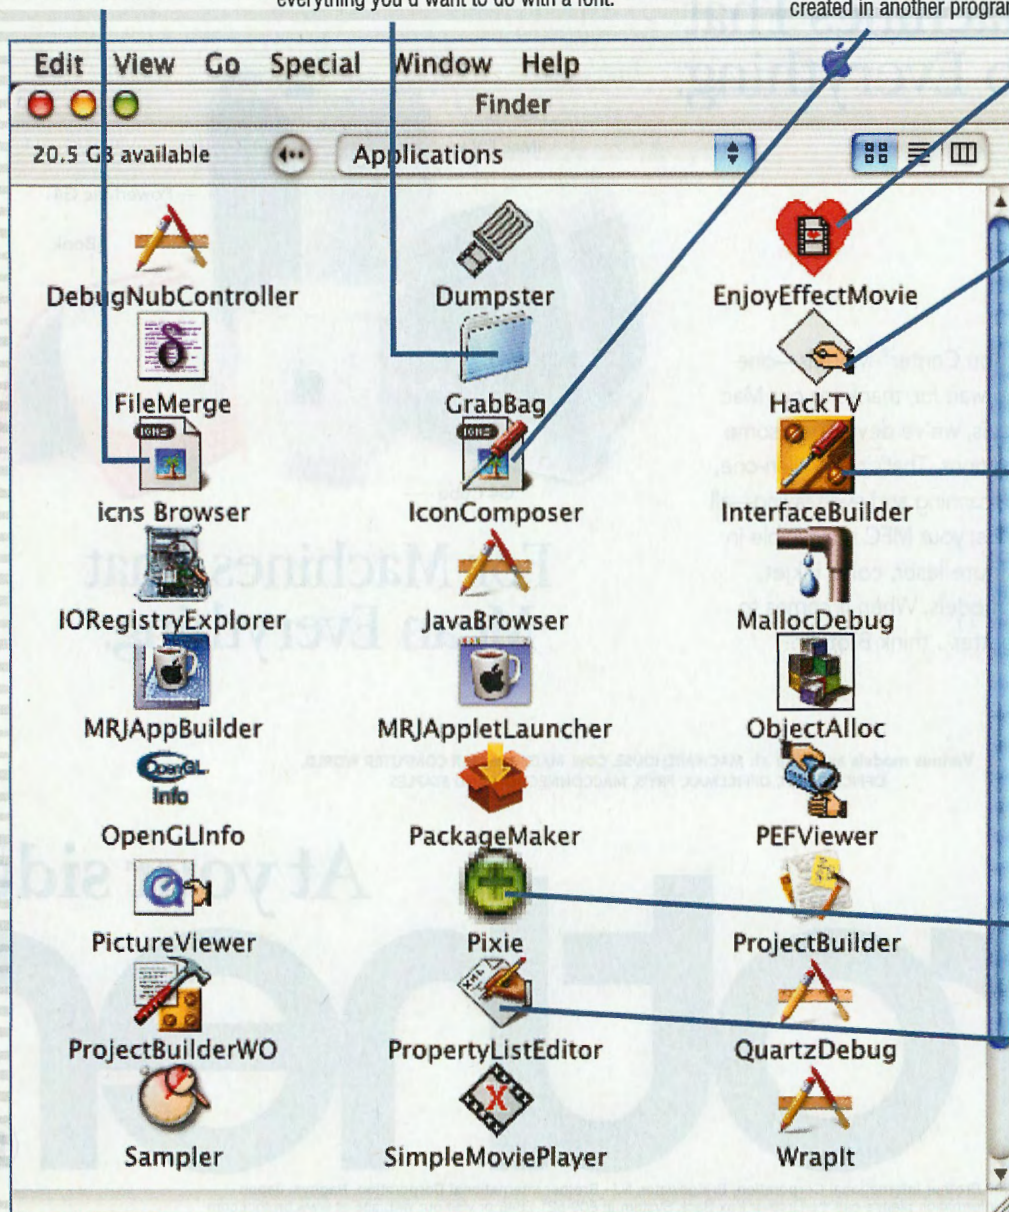 everything you'd want to do with a font.
created in another program
Edit View Go Special Window Help
Finder
20.5 GB available
Applications
DebugNubController Dumpster EnjoyEffectMovie
FileMerge GrabBag HackTV
icns Browser IconComposer InterfaceBuilder
IORegistryExplorer JavaBrowser MallocDebug
MRJAppBuilder MRJAppletLauncher ObjectAlloc
OpenGL
Info
OpenGLInfo PackageMaker PEFViewer
PictureViewer Pixie ProjectBuilder
XML
ProjectBuilderWO PropertyListEditor QuartzDebug
X
Sampler SimpleMoviePlayer WrapIt